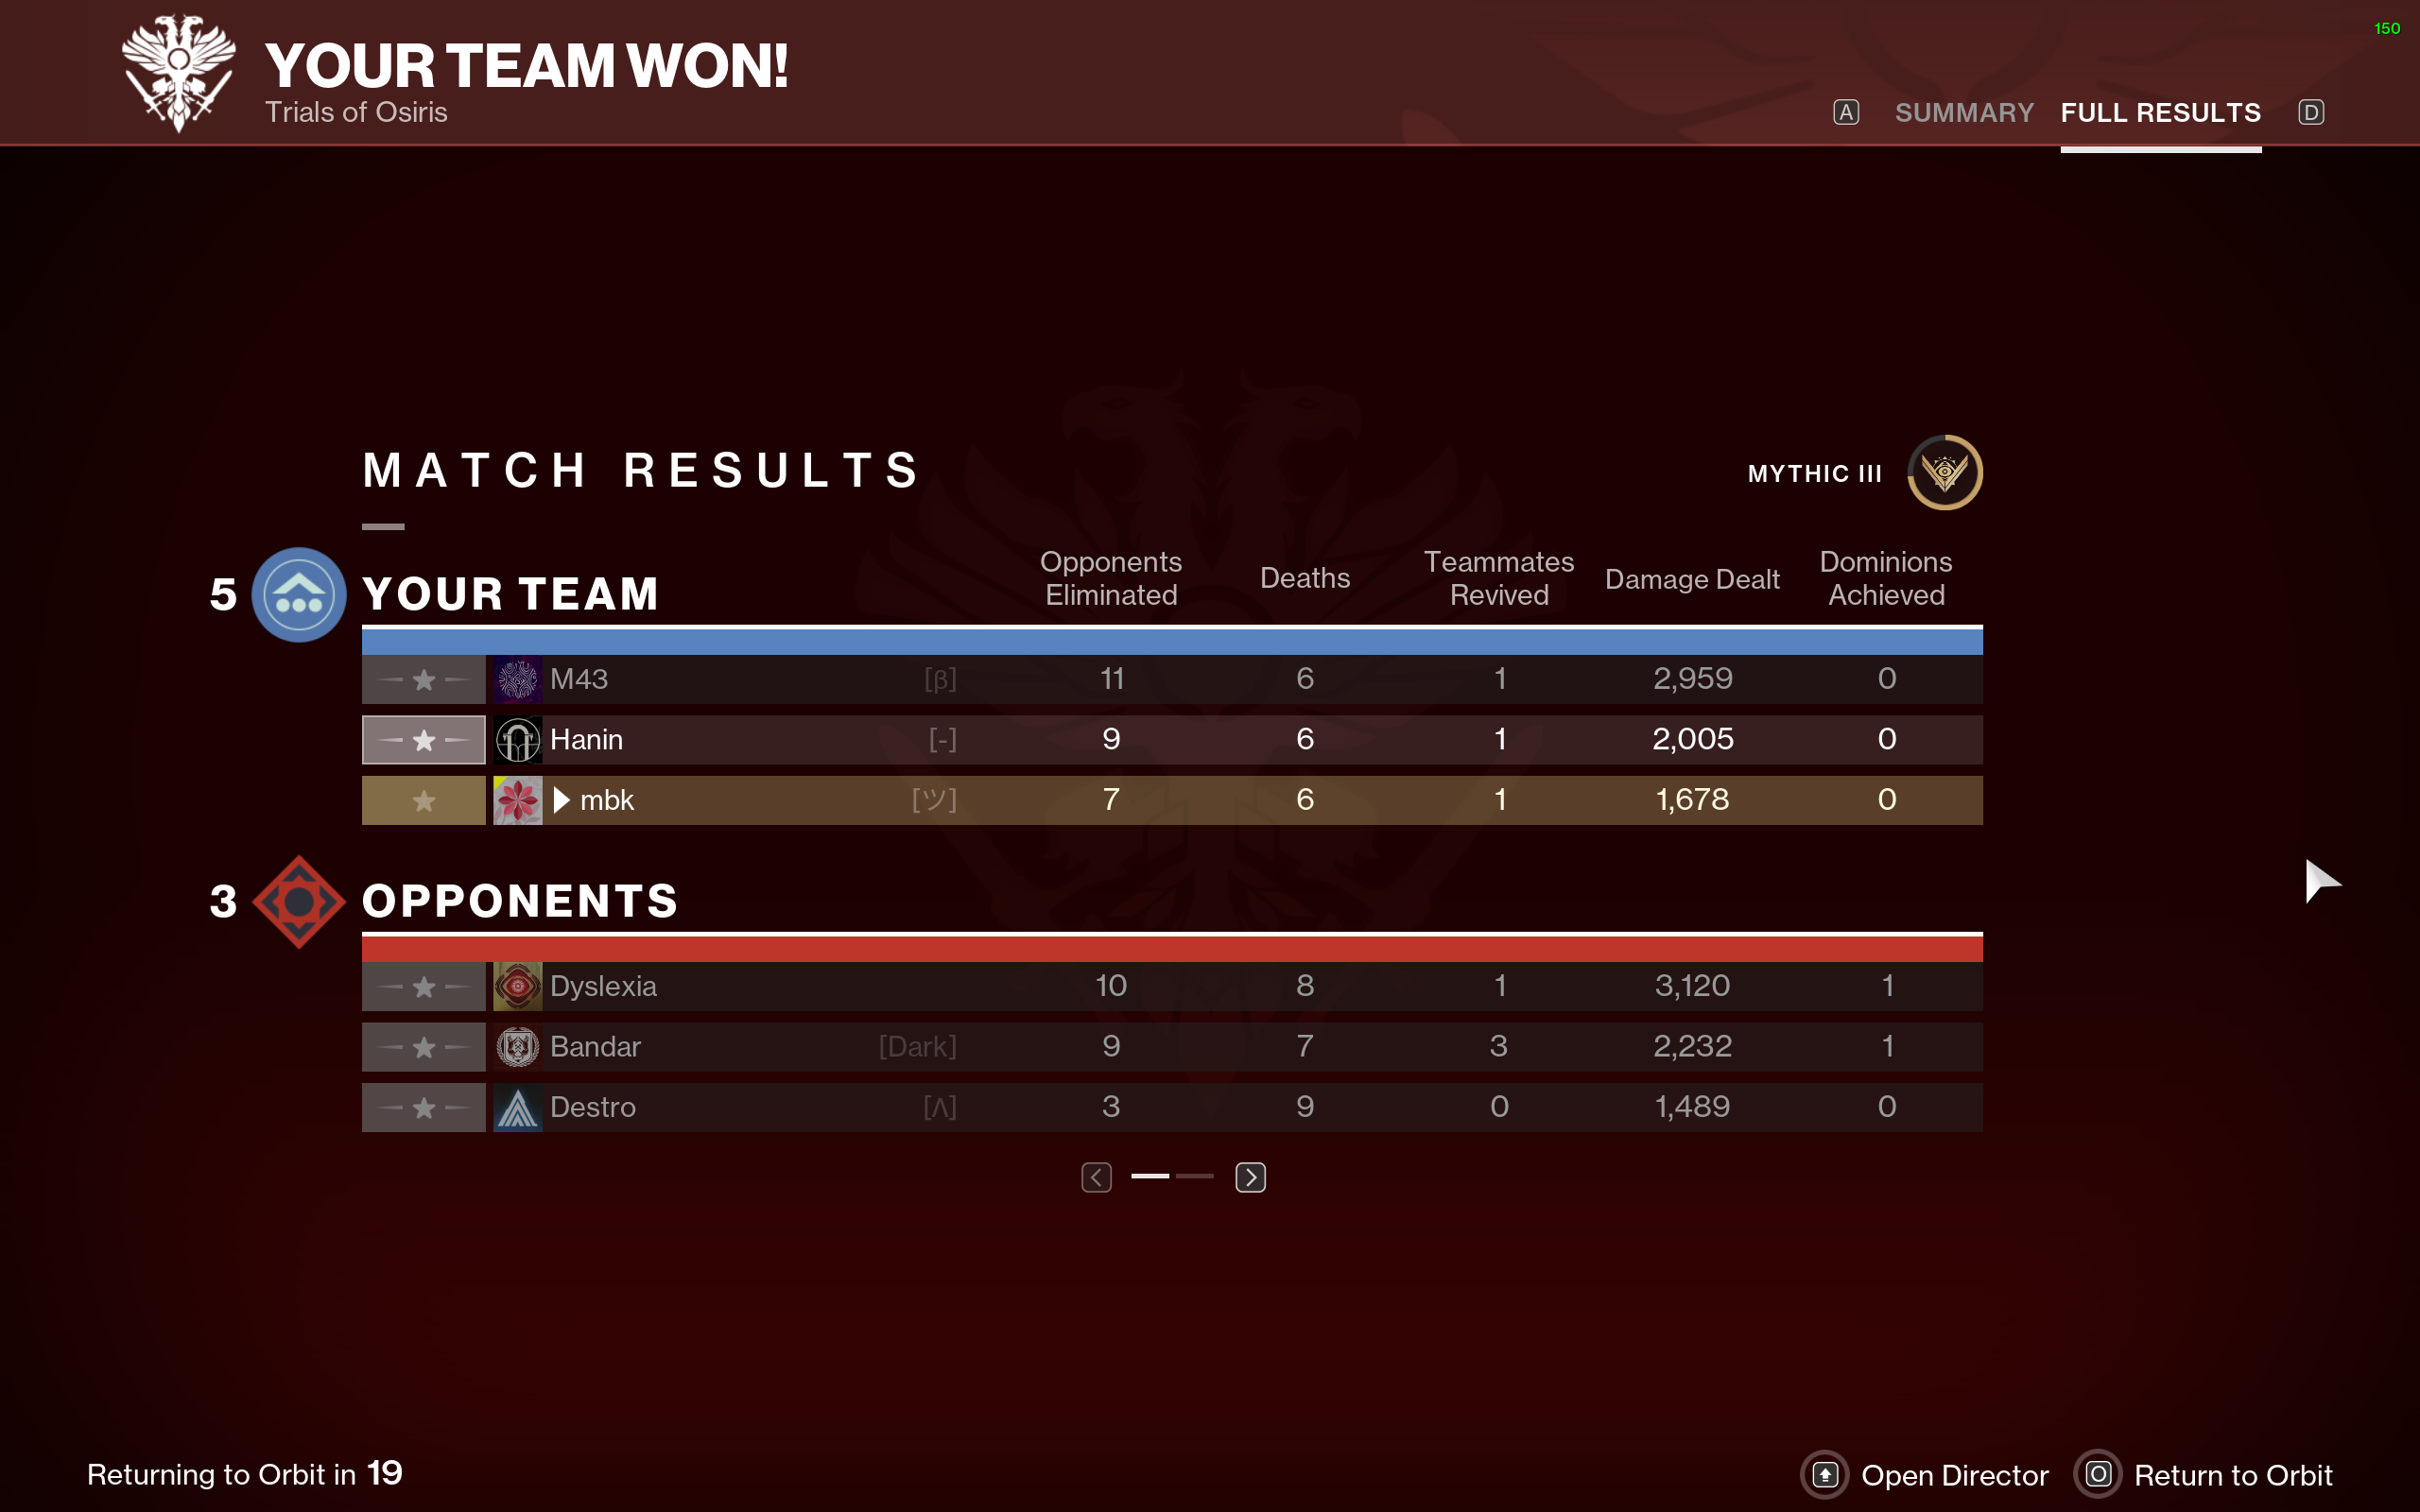 150
YOUR TEAM WON!
Trials of Osiris
A SUMMARY FULL RESULTS D
MATCH RESULTS
MYTHIC III
5 YOUR TEAM Opponents Eliminated Deaths Teammates Revived Damage Dealt Dominions Achieved
M43 [β] 11 6 1 2,959 0
Hanin [-] 9 6 1 2,005 0
mbk [ツ] 7 6 1 1,678 0
3 OPPONENTS
Dyslexia 10 8 1 3,120 1
Bandar [Dark] 9 7 3 2,232 1
Destro [Λ] 3 9 0 1,489 0
Returning to Orbit in 19
Open Director O Return to Orbit